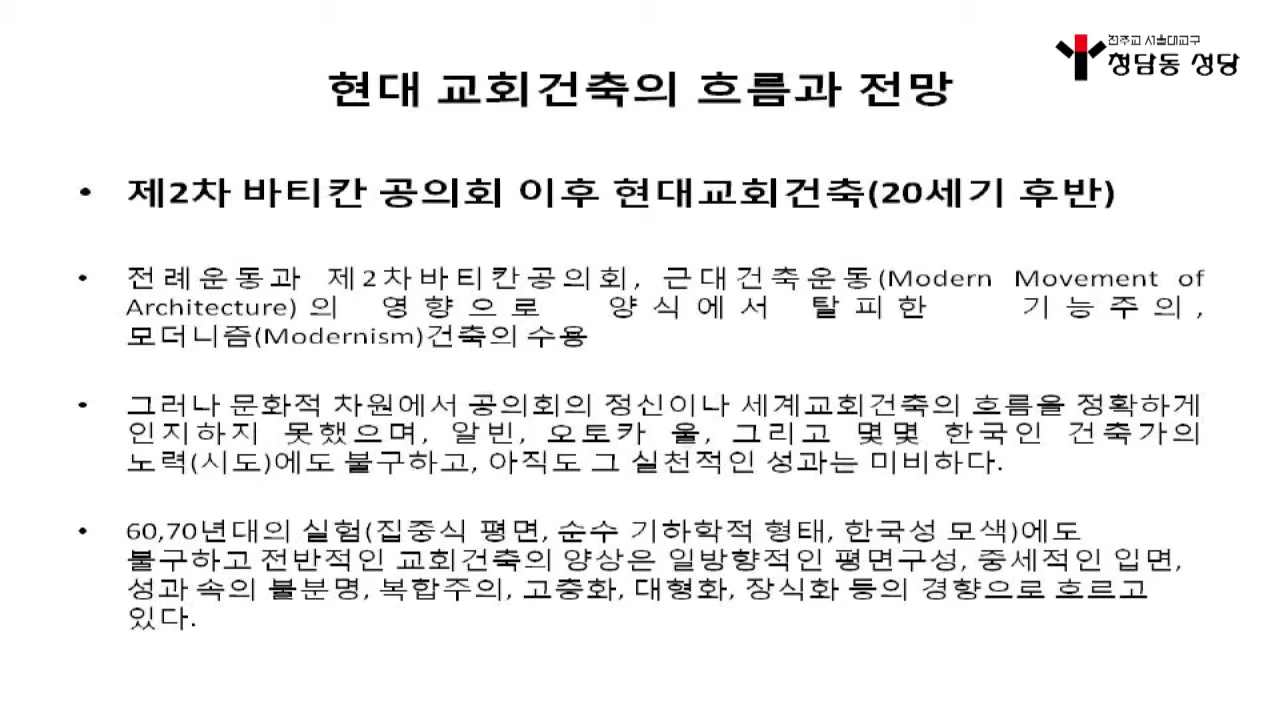 천주교 서울대교구
청담동 성당
현대 교회건축의 흐름과 전망
• 제2차 바티칸 공의회 이후 현대교회건축(20세기 후반)
• 전례운동과 제2차바티칸공의회, 근대건축운동(Modern Movement of
Architecture)의 영향으로 양식에서 탈피한 기능주의,
모더니즘(Modernism)건축의 수용
• 그러나 문화적 차원에서 공의회의 정신이나 세계교회건축의 흐름을 정확하게
인지하지 못했으며, 알빈, 오토카 울, 그리고 몇몇 한국인 건축가의
노력(시도)에도 불구하고, 아직도 그 실천적인 성과는 미비하다.
• 60,70년대의 실험(집중식 평면, 순수 기하학적 형태, 한국성 모색)에도
불구하고 전반적인 교회건축의 양상은 일방향적인 평면구성, 중세적인 입면,
성과 속의 불분명, 복합주의, 고층화, 대형화, 장식화 등의 경향으로 흐르고
있다.